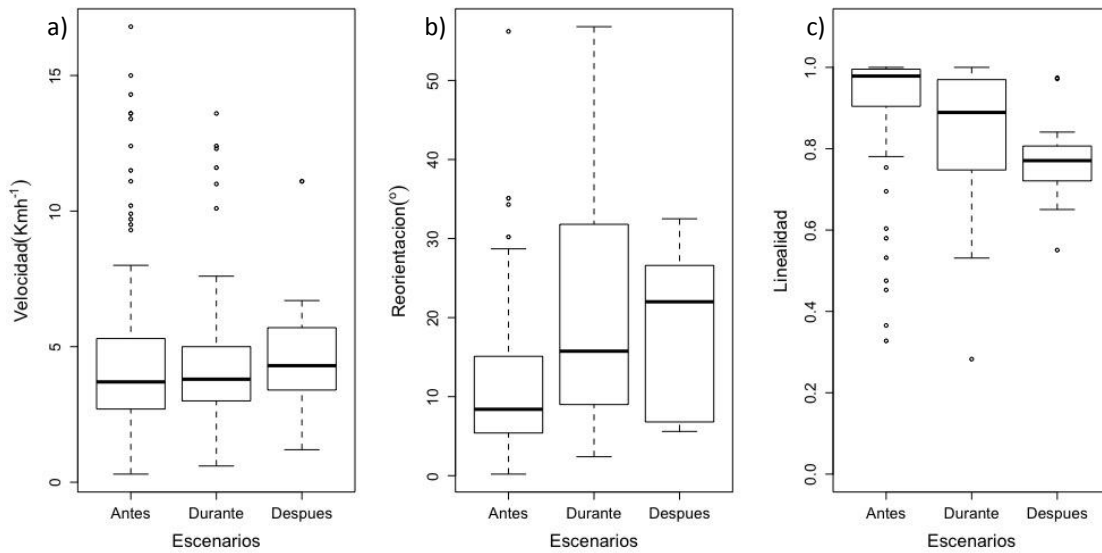 a)
Velocidad(Kmh⁻¹)
0
5
10
15
Antes
Durante
Despues
Escenarios
b)
Reorientacion(º)
0
10
20
30
40
50
Antes
Durante
Despues
Escenarios
c)
Linealidad
0.0
0.2
0.4
0.6
0.8
1.0
Antes
Durante
Despues
Escenarios